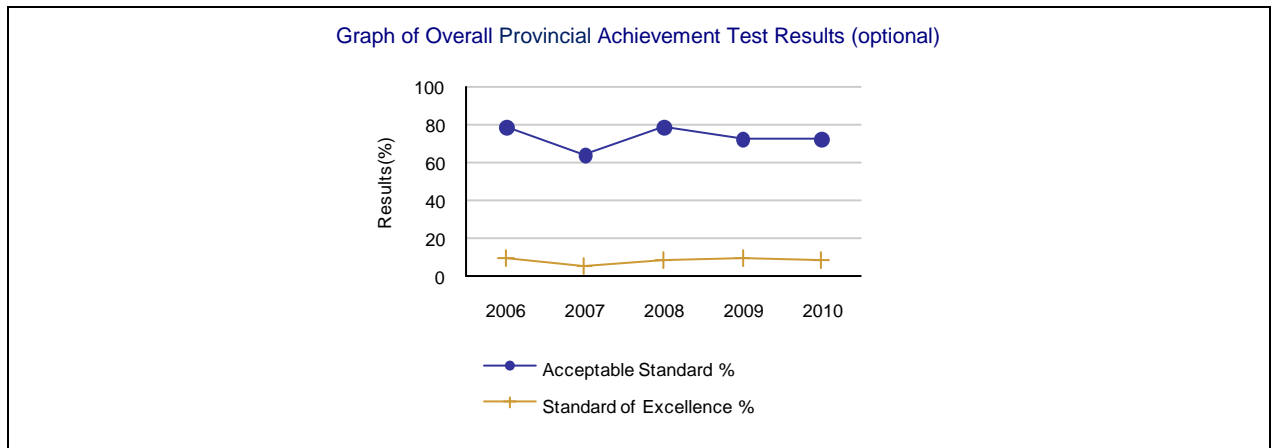 Graph of Overall Provincial Achievement Test Results (optional)
100
80
60
40
20
0
Results(%)
2006 2007 2008 2009 2010
Acceptable Standard %
Standard of Excellence %